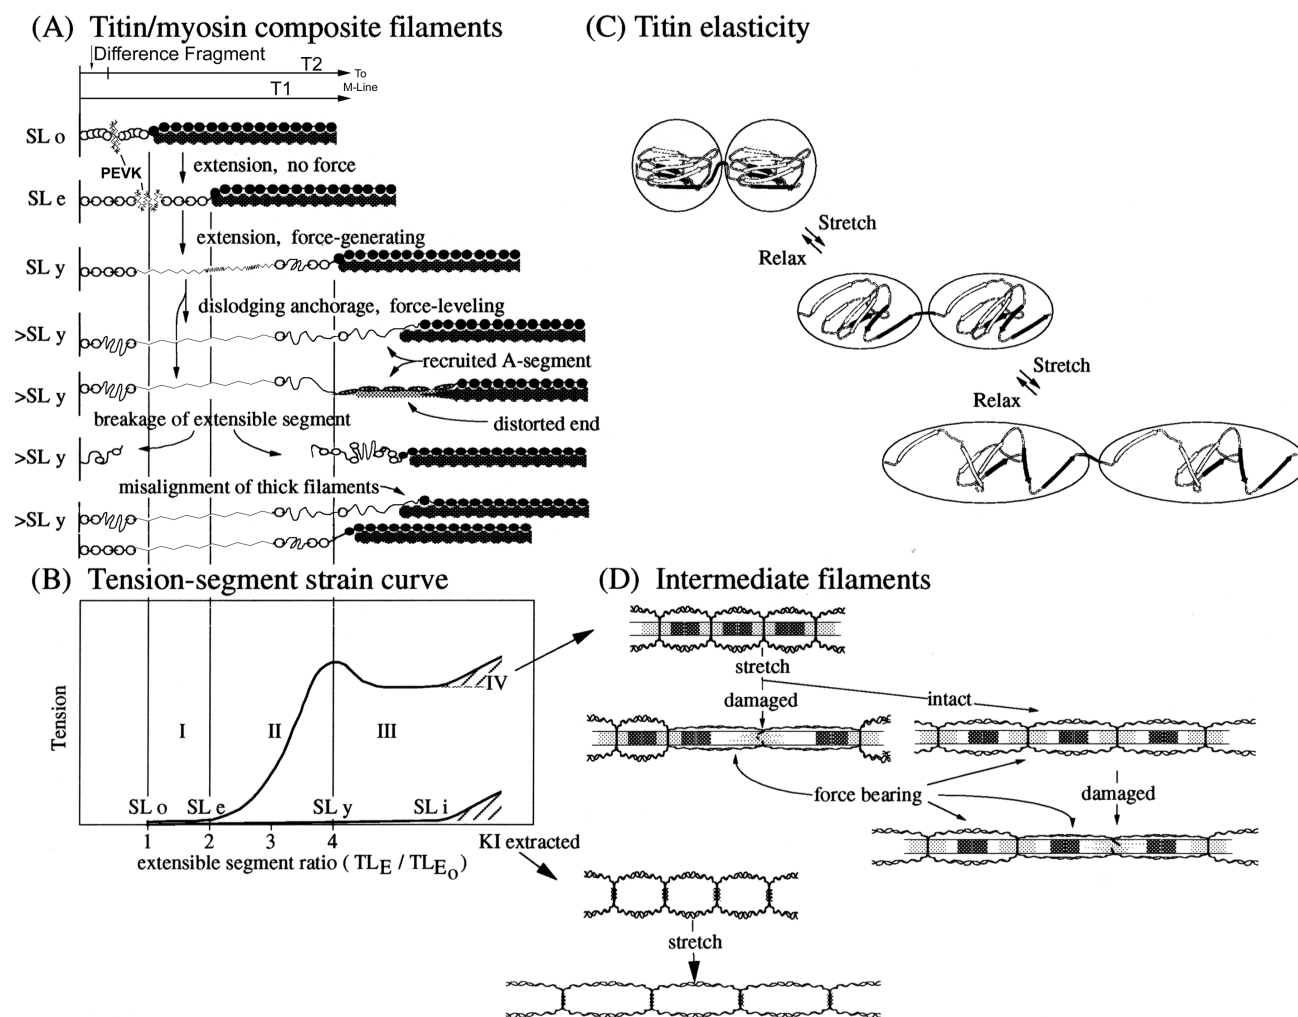 (A) Titin/myosin composite filaments
Difference Fragment
T2
To
M-Line
T1
SL o
PEVK
extension, no force
SL e
extension, force-generating
SL y
dislodging anchorage, force-leveling
>SL y
recruited A-segment
>SL y
distorted end
breakage of extensible segment
>SL y
misalignment of thick filaments
>SL y
(B) Tension-segment strain curve
Tension
I
II
III
IV
SL o
SL e
SL y
SL i
1
2
3
4
extensible segment ratio ( TL_E / TL_Eo )
KI extracted
(C) Titin elasticity
Stretch
Relax
Stretch
Relax
(D) Intermediate filaments
stretch
damaged
intact
force bearing
damaged
stretch